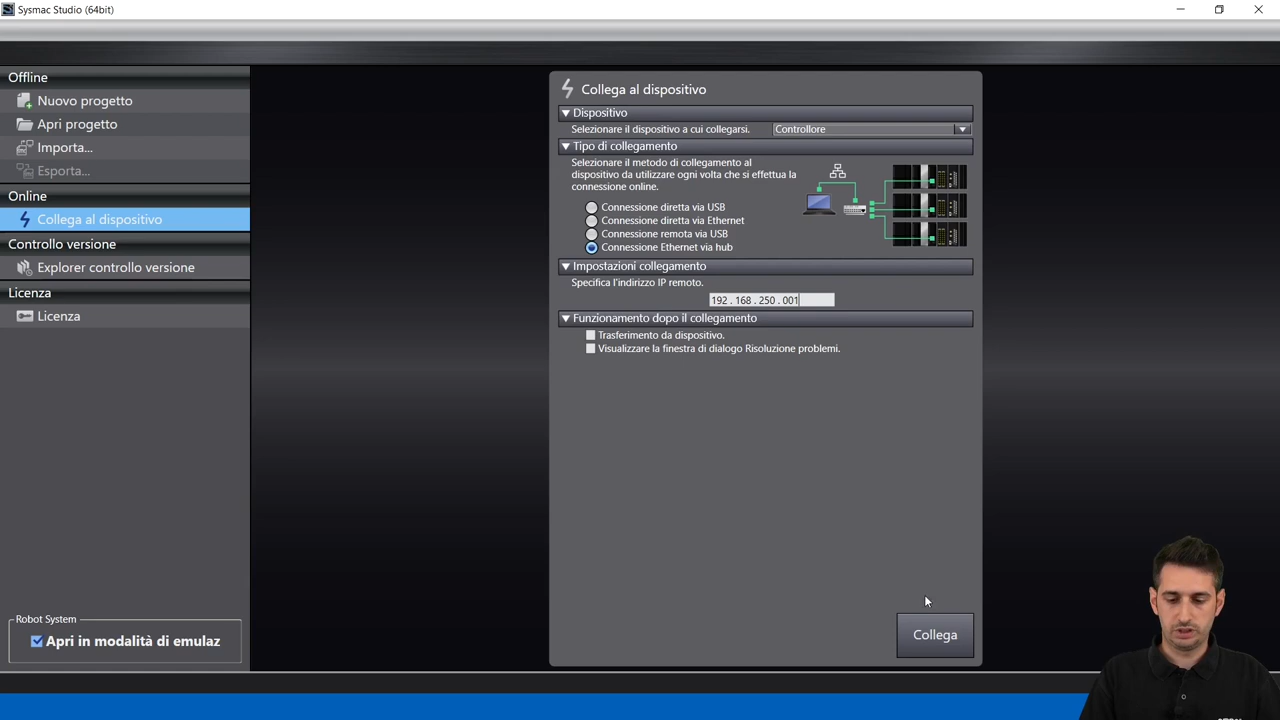 Sysmac Studio (64bit)
Offline
Nuovo progetto
Apri progetto
Importa...
Esporta...
Online
Collega al dispositivo
Controllo versione
Explorer controllo versione
Licenza
Licenza
Robot System
Apri in modalità di emulaz
Collega al dispositivo
Dispositivo
Selezionare il dispositivo a cui collegarsi. Controllore
Tipo di collegamento
Selezionare il metodo di collegamento al
dispositivo da utilizzare ogni volta che si effettua la
connessione online.
Connessione diretta via USB
Connessione diretta via Ethernet
Connessione remota via USB
Connessione Ethernet via hub
Impostazioni collegamento
Specifica l'indirizzo IP remoto.
192 . 168 . 250 . 001
Funzionamento dopo il collegamento
Trasferimento da dispositivo.
Visualizzare la finestra di dialogo Risoluzione problemi.
Collega